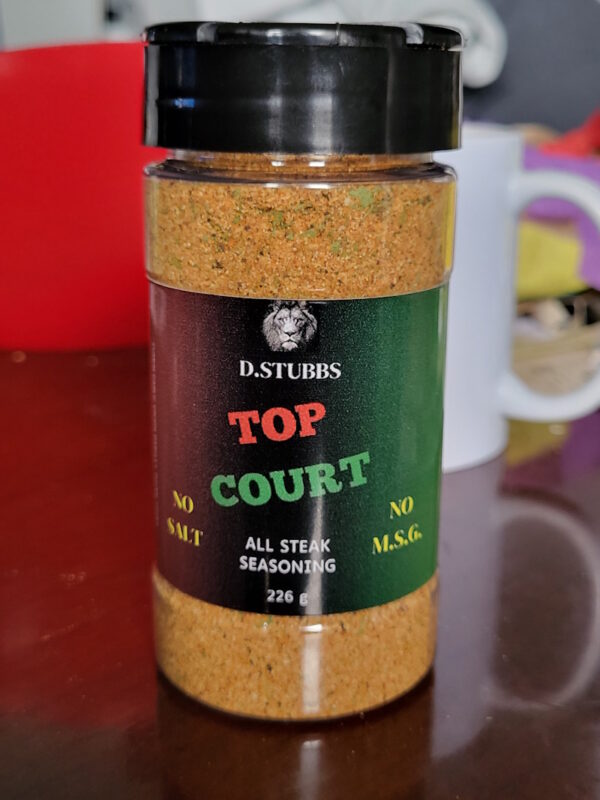 D.STUBBS
TOP
COURT
NO
SALT
NO
M.S.G.
ALL STEAK
SEASONING
226 g